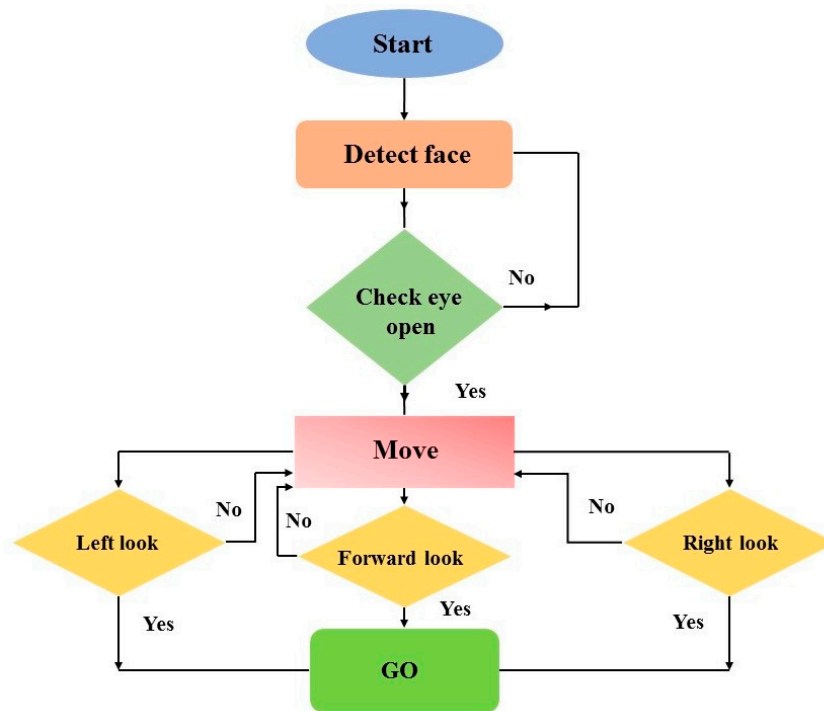 Start
Detect face
No
Check eye
open
Yes
Move
No
No
No
Left look
Forward look
Right look
Yes
Yes
Yes
GO